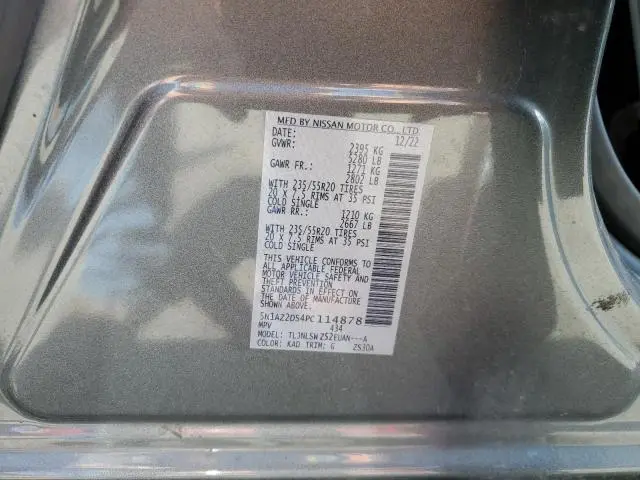 MFD BY NISSAN MOTOR CO., LTD.
DATE: 12/22
GVWR: 2395 KG
5280 LB
GAWR FR.: 1271 KG
2802 LB
WITH 235/55R20 TIRES
20 X 7.5 RIMS AT 35 PSI
COLD SINGLE
GAWR RR.: 1210 KG
2667 LB
WITH 235/55R20 TIRES
20 X 7.5 RIMS AT 35 PSI
COLD SINGLE
THIS VEHICLE CONFORMS TO
ALL APPLICABLE FEDERAL
MOTOR VEHICLE SAFETY AND
THEFT PREVENTION
STANDARDS IN EFFECT ON
THE DATE OF MANUFACTURE
SHOWN ABOVE.
5N1AZ2DS4PC114878
MPV 434
MODEL: TLJNLSW ZS2EUAN---A
COLOR: KAD TRIM: G ZS30A